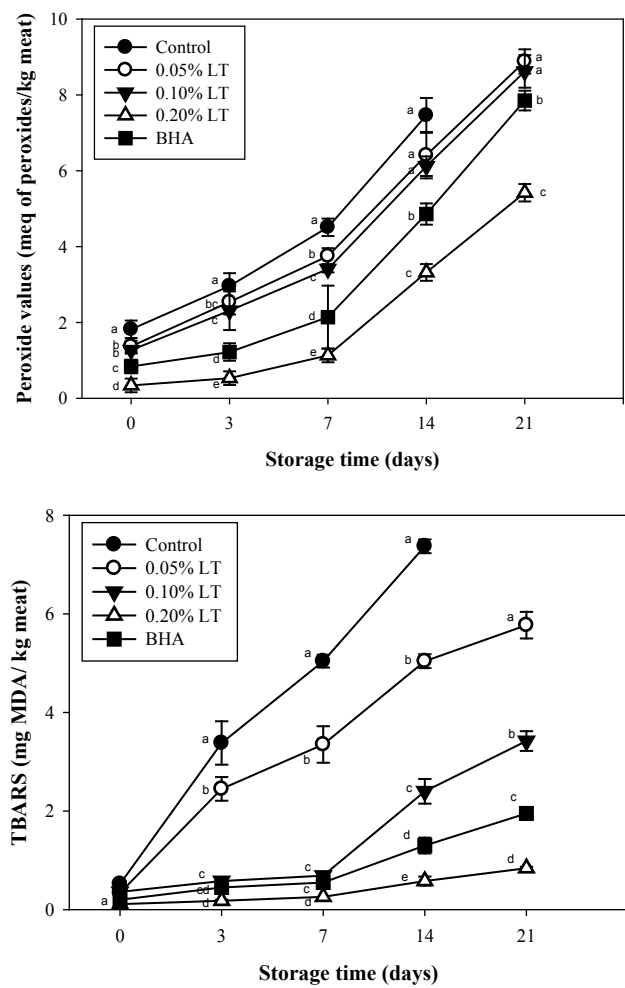 10
Control
0.05% LT
0.10% LT
0.20% LT
BHA
8
6
4
2
0
Peroxide values (meq of peroxides/kg meat)
a
b
b
c
d
a
bc
c
d
e
a
b
c
d
e
a
a
a
b
c
a
a
b
c
0 3 7 14 21
Storage time (days)
8
Control
0.05% LT
0.10% LT
0.20% LT
BHA
6
4
2
0
TBARS (mg MDA/ kg meat)
a
a
b
c
cd
d
a
b
c
c
d
a
b
c
d
e
a
b
c
d
0 3 7 14 21
Storage time (days)